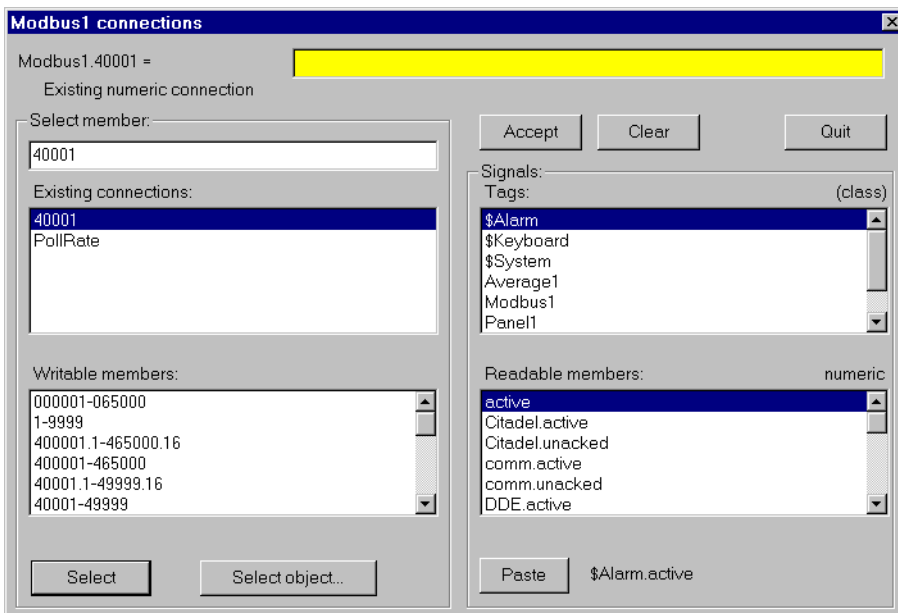 Modbus1 connections
Modbus1.40001 =
Existing numeric connection
Select member:
40001
Existing connections:
40001
PollRate
Writable members:
000001-065000
1-9999
400001.1-465000.16
400001-465000
40001.1-49999.16
40001-49999
Select
Select object...
Accept
Clear
Quit
Signals:
Tags: (class)
$Alarm
$Keyboard
$System
Average1
Modbus1
Panel1
Readable members: numeric
active
Citadel.active
Citadel.unacked
comm.active
comm.unacked
DDE.active
Paste
$Alarm.active